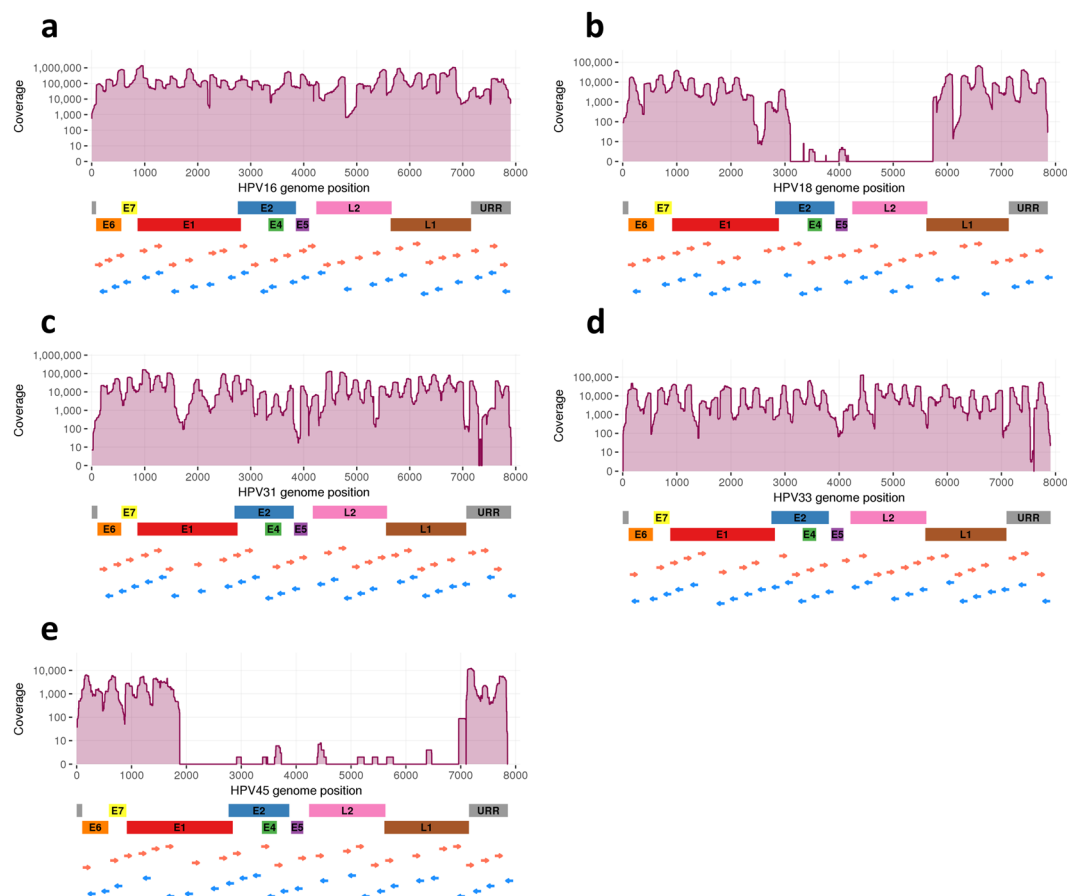 a
1,000,000
100,000
10,000
1,000
100
10
0
Coverage
0 1000 2000 3000 4000 5000 6000 7000 8000
HPV16 genome position
E7 E2 L2 URR
E6 E1 E4 E5 L1
b
100,000
10,000
1,000
100
10
0
Coverage
0 1000 2000 3000 4000 5000 6000 7000 8000
HPV18 genome position
E7 E2 L2 URR
E6 E1 E4 E5 L1
c
1,000,000
100,000
10,000
1,000
100
10
0
Coverage
0 1000 2000 3000 4000 5000 6000 7000 8000
HPV31 genome position
E7 E2 L2 URR
E6 E1 E4 E5 L1
d
100,000
10,000
1,000
100
10
0
Coverage
0 1000 2000 3000 4000 5000 6000 7000 8000
HPV33 genome position
E7 E2 L2 URR
E6 E1 E4 E5 L1
e
10,000
1,000
100
10
0
Coverage
0 1000 2000 3000 4000 5000 6000 7000 8000
HPV45 genome position
E7 E2 L2 URR
E6 E1 E4 E5 L1